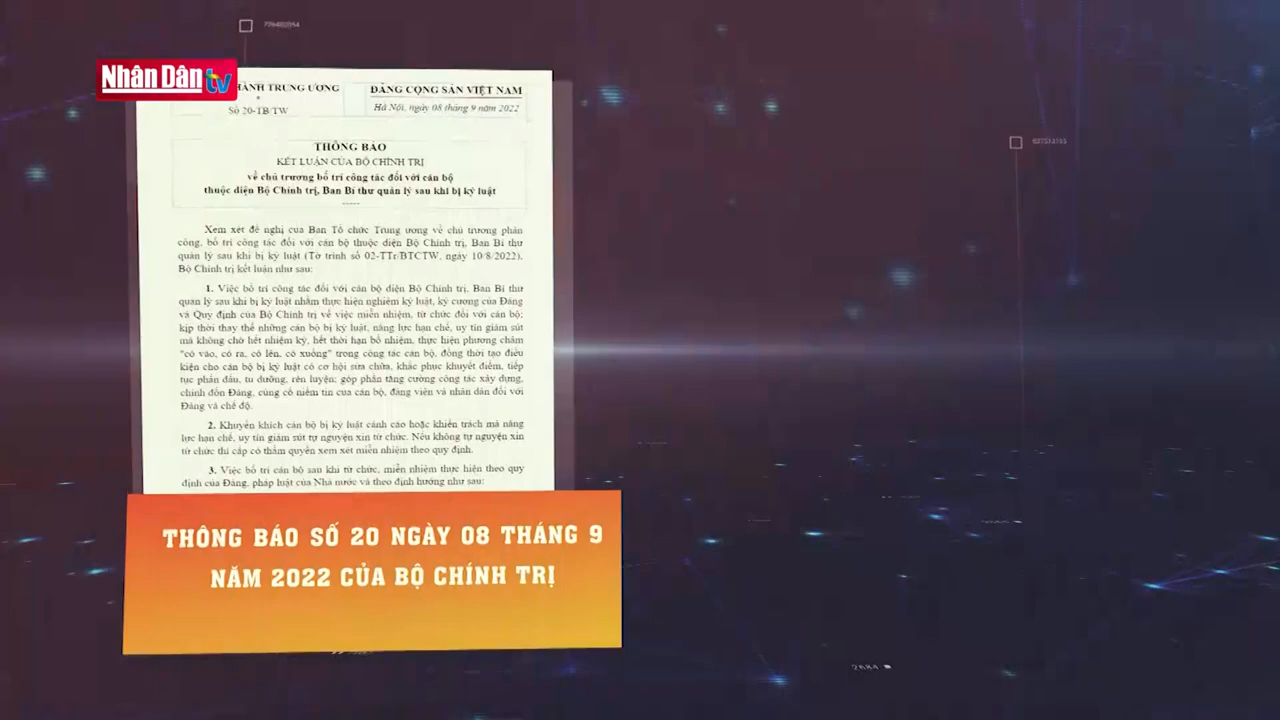 776402354
Nhân Dân tv
HÀNH TRUNG ƯƠNG
ĐẢNG CỘNG SẢN VIỆT NAM
*
Số 20-TB/TW
Hà Nội, ngày 08 tháng 9 năm 2022
THÔNG BÁO
KẾT LUẬN CỦA BỘ CHÍNH TRỊ
về chủ trương bố trí công tác đối với cán bộ
thuộc diện Bộ Chính trị, Ban Bí thư quản lý sau khi bị kỷ luật
-----
Xem xét đề nghị của Ban Tổ chức Trung ương về chủ trương phân
công, bố trí công tác đối với cán bộ thuộc diện Bộ Chính trị, Ban Bí thư
quản lý sau khi bị kỷ luật (Tờ trình số 02-TTr/BTCTW, ngày 10/8/2022),
Bộ Chính trị kết luận như sau:
1. Việc bố trí công tác đối với cán bộ diện Bộ Chính trị, Ban Bí thư
quản lý sau khi bị kỷ luật nhằm thực hiện nghiêm kỷ luật, kỷ cương của Đảng
và Quy định của Bộ Chính trị về việc miễn nhiệm, từ chức đối với cán bộ;
kịp thời thay thế những cán bộ bị kỷ luật, năng lực hạn chế, uy tín giảm sút
mà không chờ hết nhiệm kỳ, hết thời hạn bổ nhiệm, thực hiện phương châm
"có vào, có ra, có lên, có xuống" trong công tác cán bộ, đồng thời tạo điều
kiện cho cán bộ bị kỷ luật có cơ hội sửa chữa, khắc phục khuyết điểm, tiếp
tục phấn đấu, tu dưỡng, rèn luyện; góp phần tăng cường công tác xây dựng,
chỉnh đốn Đảng, củng cố niềm tin của cán bộ, đảng viên và nhân dân đối với
Đảng và chế độ.
2. Khuyến khích cán bộ bị kỷ luật cảnh cáo hoặc khiển trách mà năng
lực hạn chế, uy tín giảm sút tự nguyện xin từ chức. Nếu không tự nguyện xin
từ chức thì cấp có thẩm quyền xem xét miễn nhiệm theo quy định.
3. Việc bố trí cán bộ sau khi từ chức, miễn nhiệm thực hiện theo quy
định của Đảng, pháp luật của Nhà nước và theo định hướng như sau:
THÔNG BÁO SỐ 20 NGÀY 08 THÁNG 9
NĂM 2022 CỦA BỘ CHÍNH TRỊ
2684